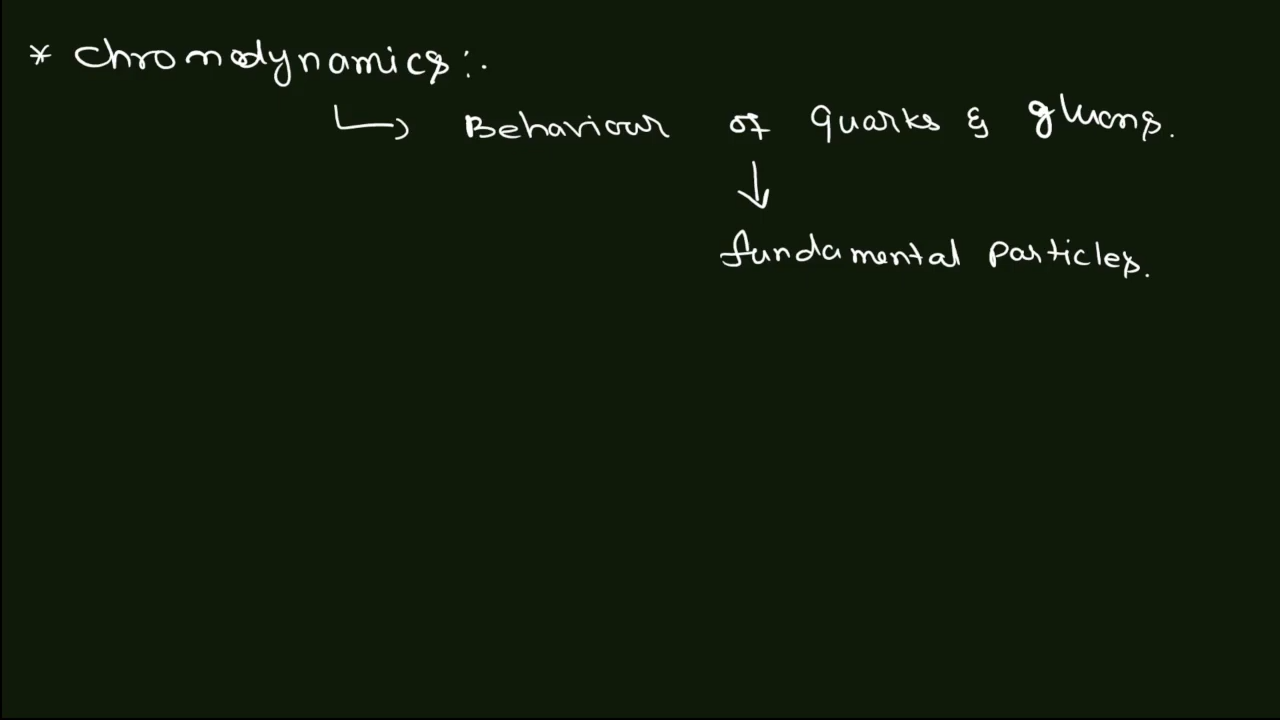 * Chromodynamics:.
↳ Behaviour of Quarks & gluons.
↓
fundamental particles.